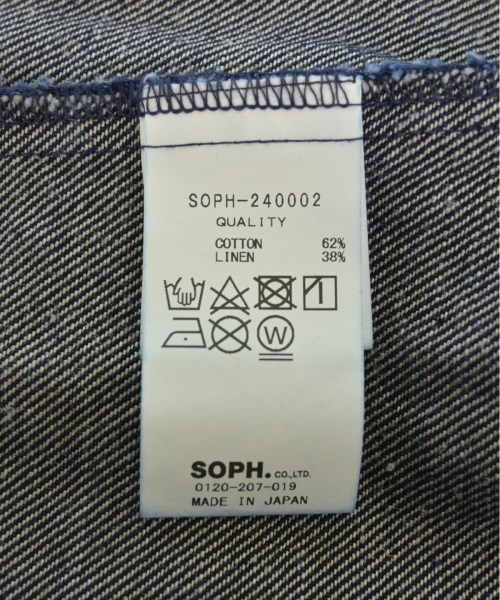 SOPH-240002
QUALITY
COTTON 62%
LINEN 38%
W
SOPH. CO.,LTD.
0120-207-019
MADE IN JAPAN